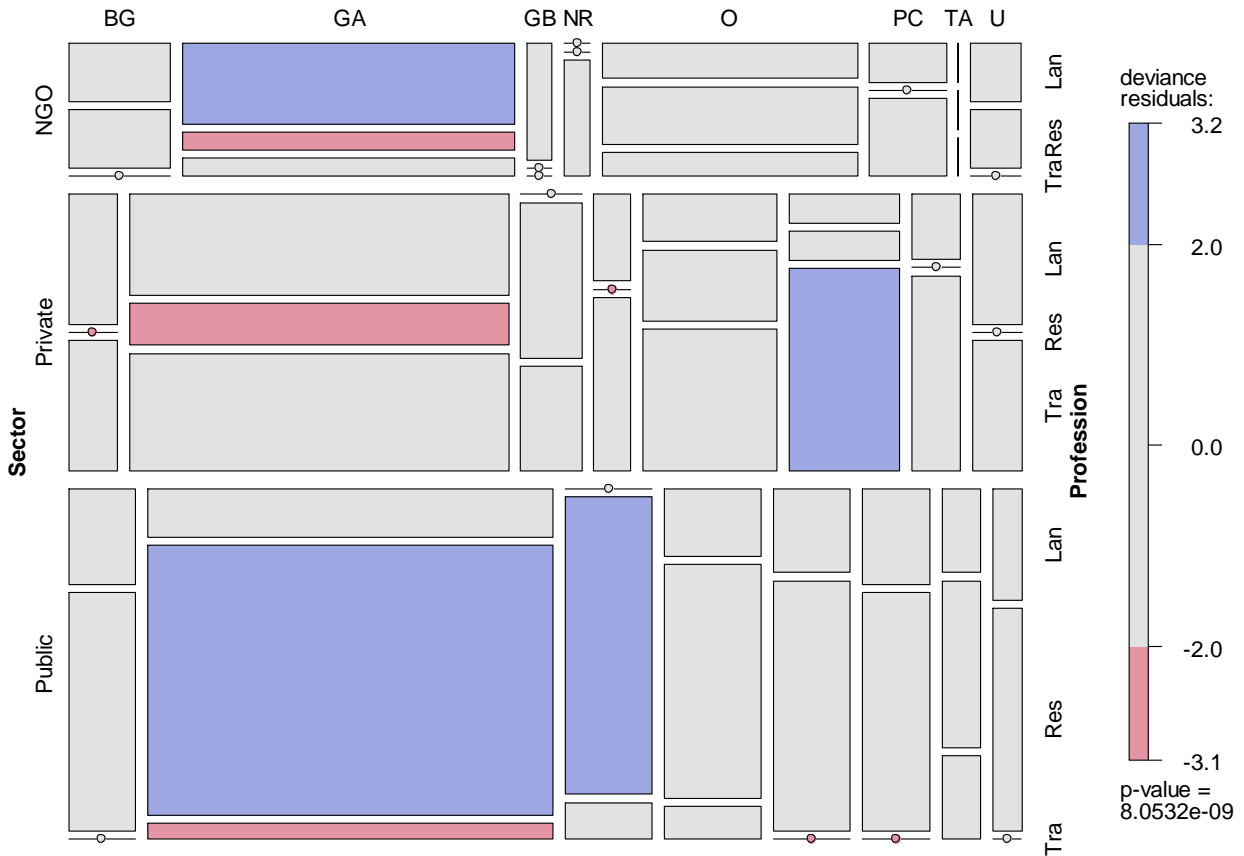 BG GA GB NR O PC TA U
NGO
Private
Public
Sector
Lan
Res
Tra
Lan
Res
Tra
Lan
Res
Tra
Profession
deviance
residuals:
3.2
2.0
0.0
-2.0
-3.1
p-value =
8.0532e-09